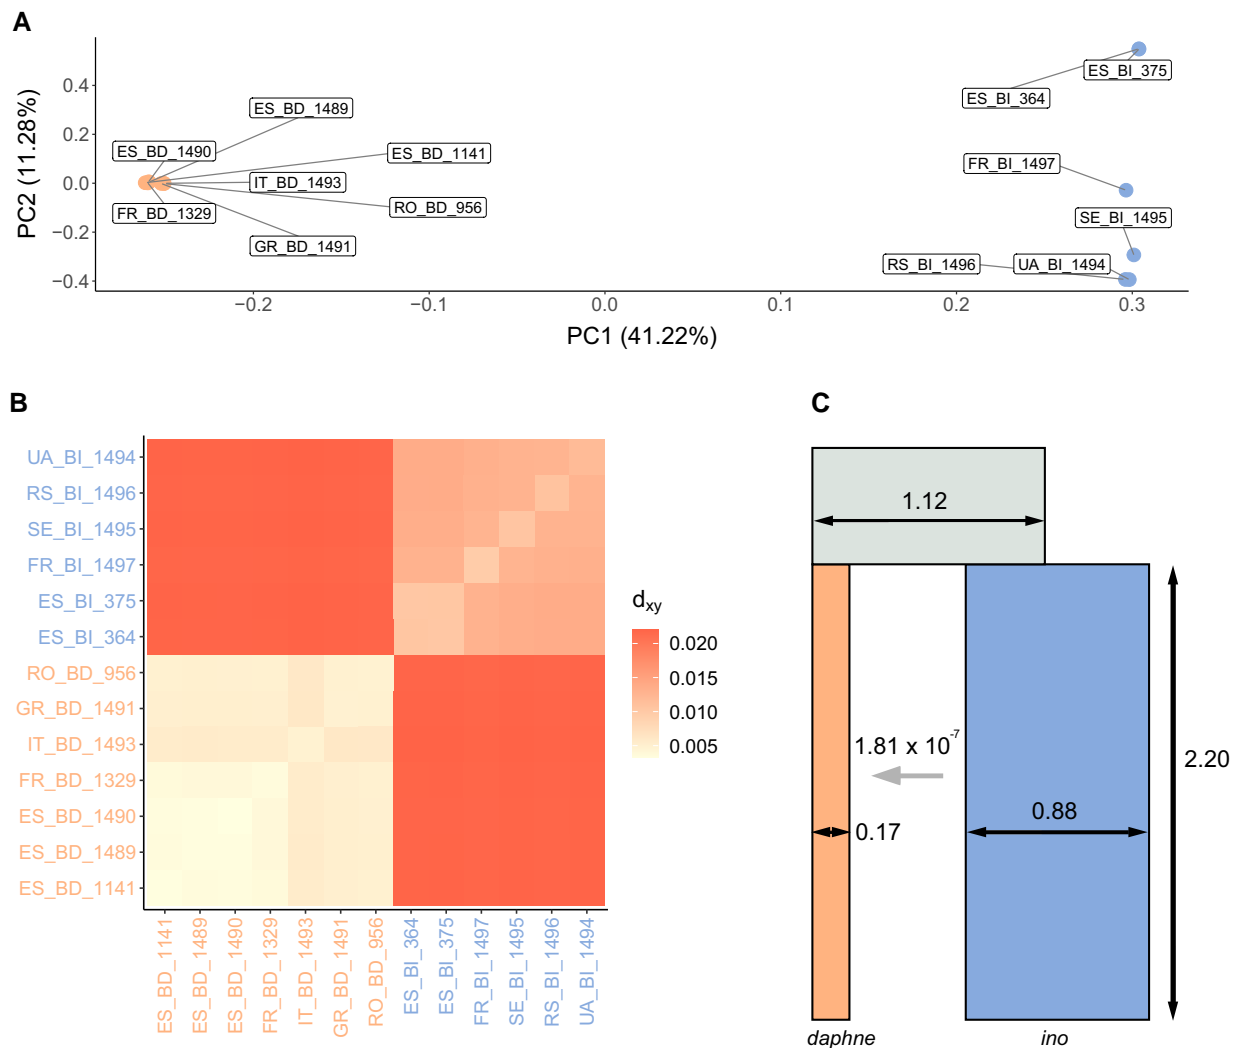 A
PC2 (11.28%)
0.4
0.2
0.0
−0.2
−0.4
ES_BD_1489
ES_BD_1490
ES_BD_1141
IT_BD_1493
RO_BD_956
FR_BD_1329
GR_BD_1491
ES_BI_375
ES_BI_364
FR_BI_1497
SE_BI_1495
RS_BI_1496
UA_BI_1494
−0.2
−0.1
0.0
0.1
0.2
0.3
PC1 (41.22%)
B
UA_BI_1494
RS_BI_1496
SE_BI_1495
FR_BI_1497
ES_BI_375
ES_BI_364
RO_BD_956
GR_BD_1491
IT_BD_1493
FR_BD_1329
ES_BD_1490
ES_BD_1489
ES_BD_1141
ES_BD_1141
ES_BD_1489
ES_BD_1490
FR_BD_1329
IT_BD_1493
GR_BD_1491
RO_BD_956
ES_BI_364
ES_BI_375
FR_BI_1497
SE_BI_1495
RS_BI_1496
UA_BI_1494
dxy
0.020
0.015
0.010
0.005
C
1.12
1.81 x 10-7
0.17
0.88
2.20
daphne
ino